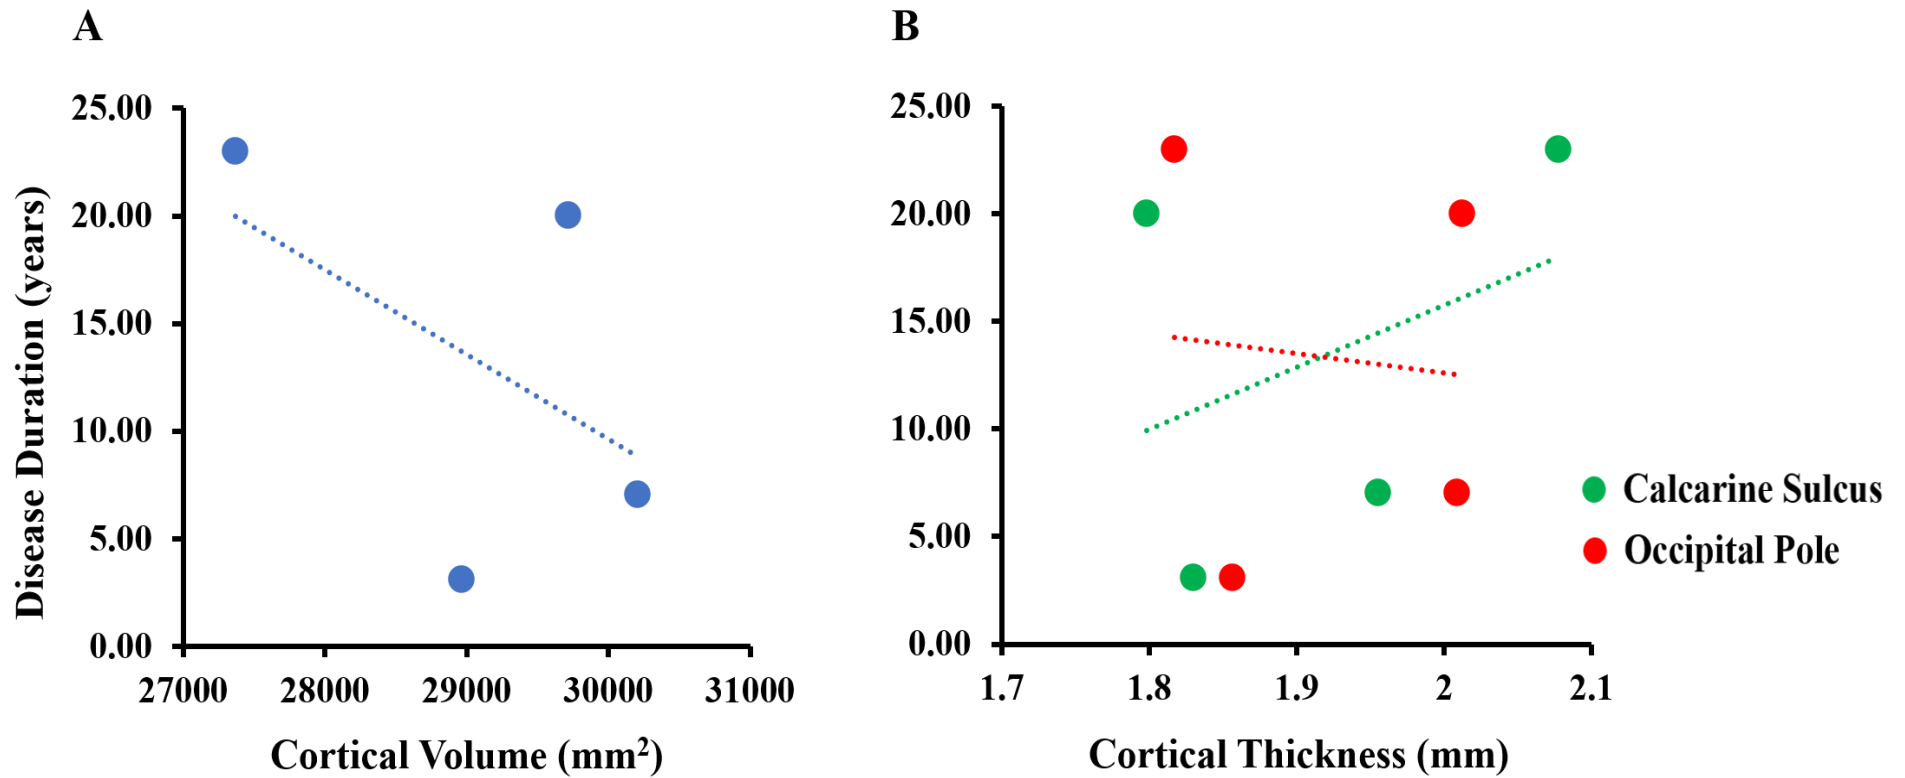 A
B
25.00
20.00
15.00
10.00
5.00
0.00
Disease Duration (years)
27000 28000 29000 30000 31000
Cortical Volume (mm²)
25.00
20.00
15.00
10.00
5.00
0.00
1.7 1.8 1.9 2 2.1
Cortical Thickness (mm)
Calcarine Sulcus
Occipital Pole